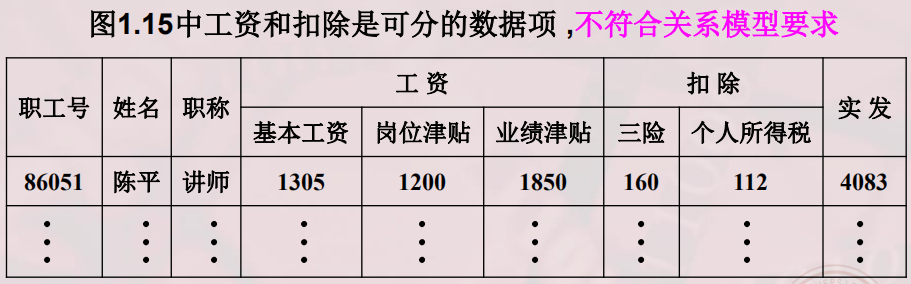 图1.15中工资和扣除是可分的数据项 ,不符合关系模型要求
职工号 姓名 职称 工 资 扣 除 实 发
基本工资 岗位津贴 业绩津贴 三险 个人所得税
86051 陈平 讲师 1305 1200 1850 160 112 4083